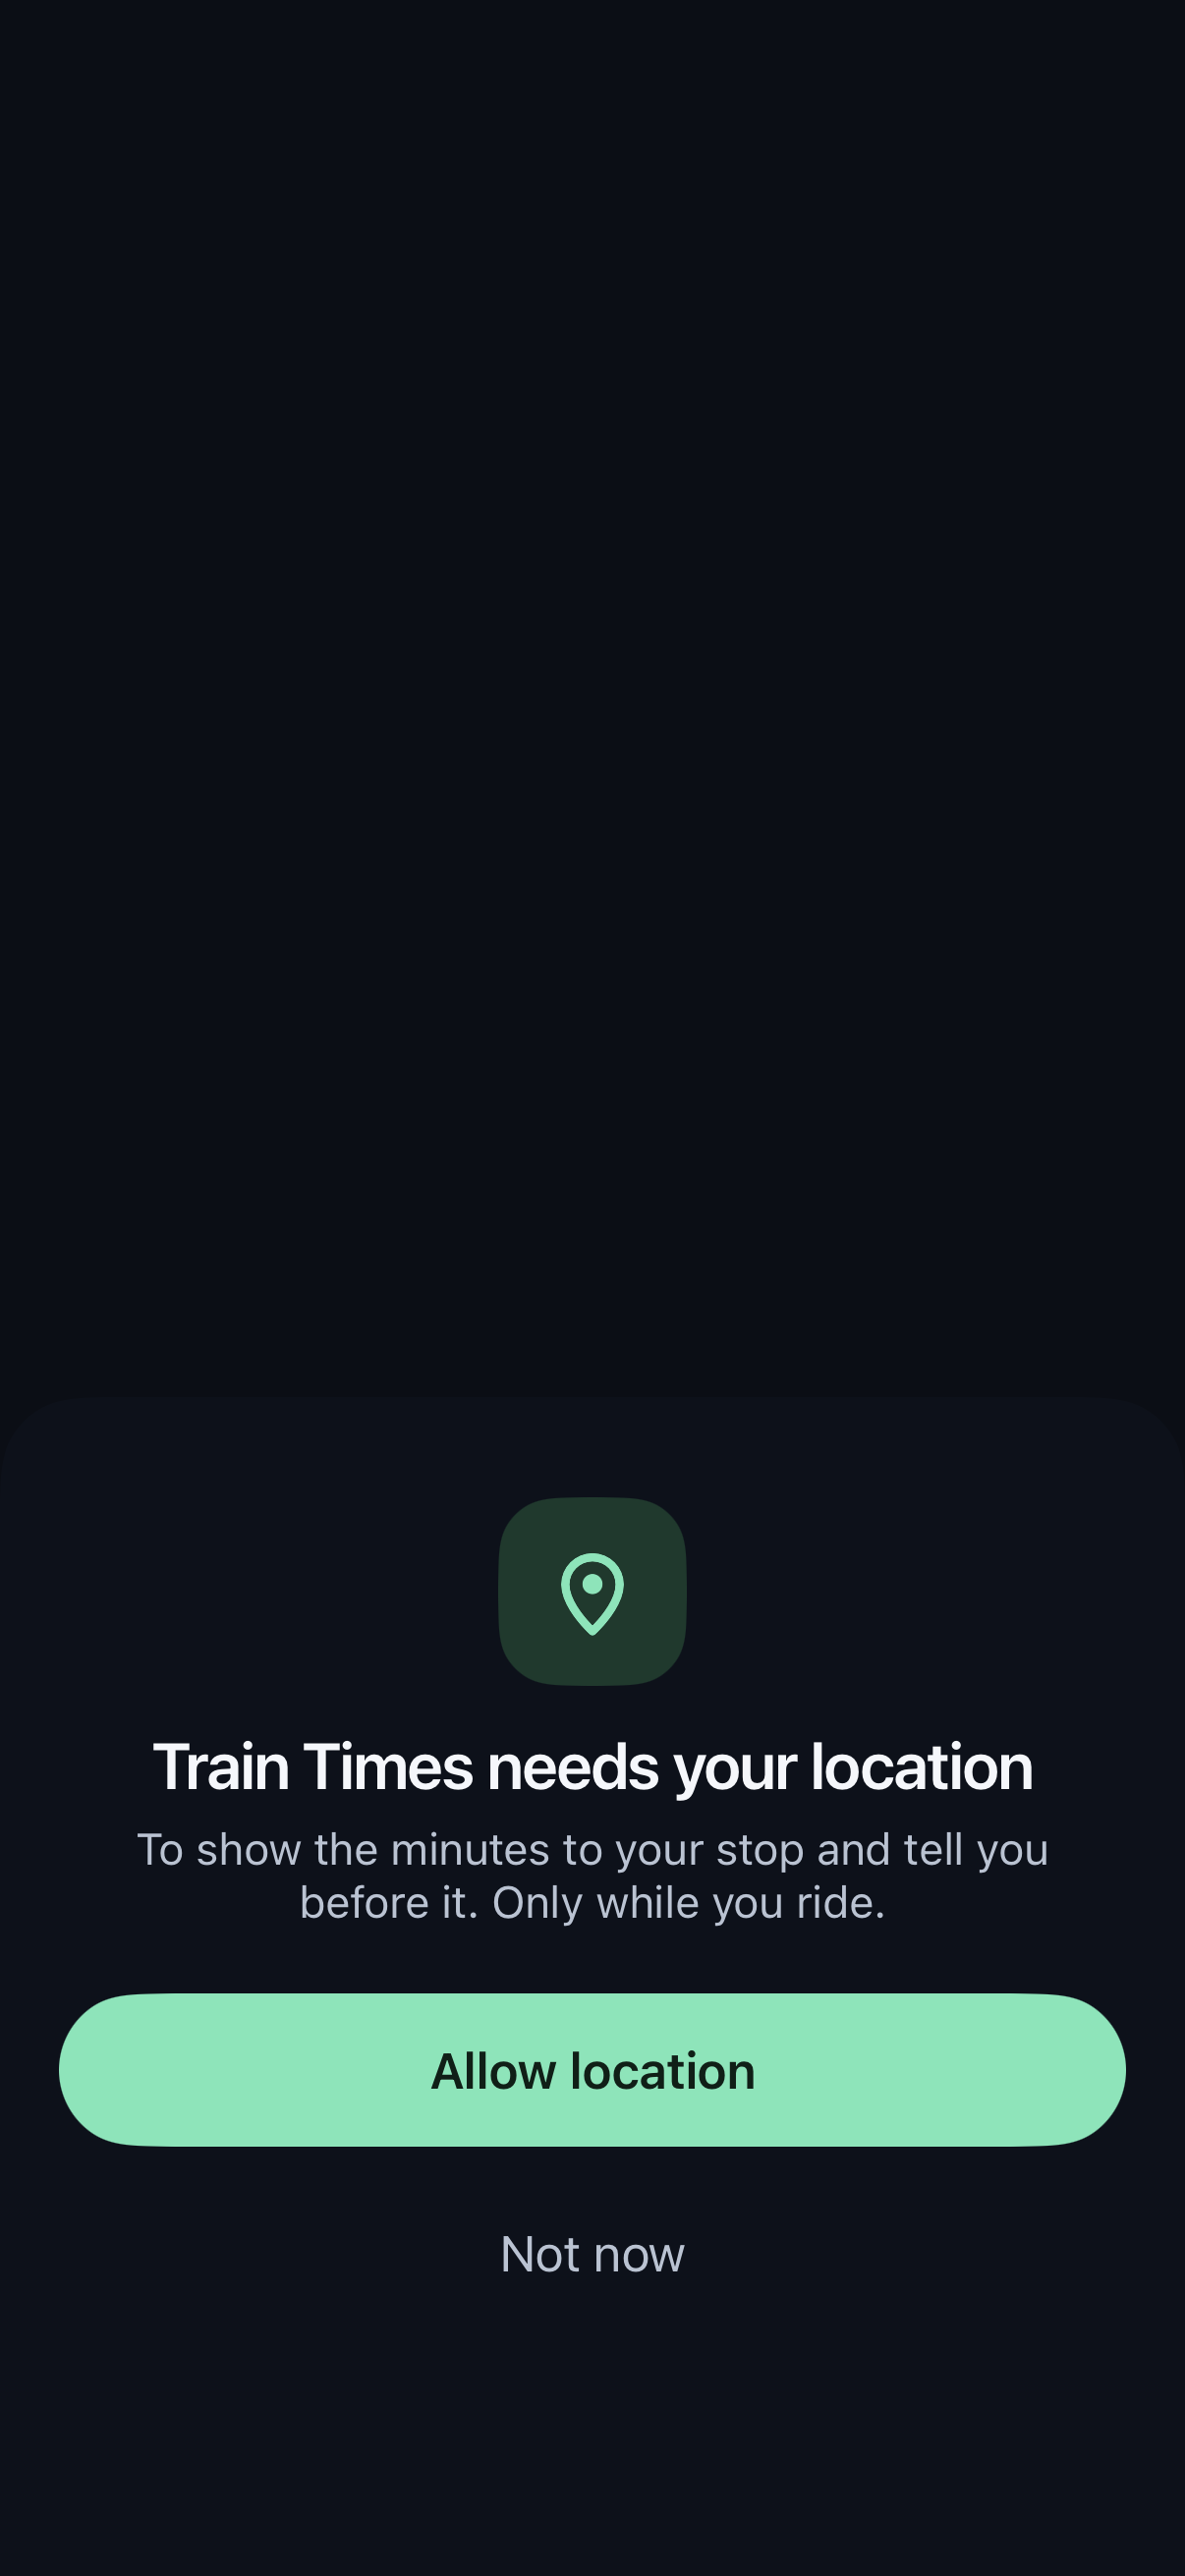 Train Times needs your location
To show the minutes to your stop and tell you
before it. Only while you ride.
Allow location
Not now